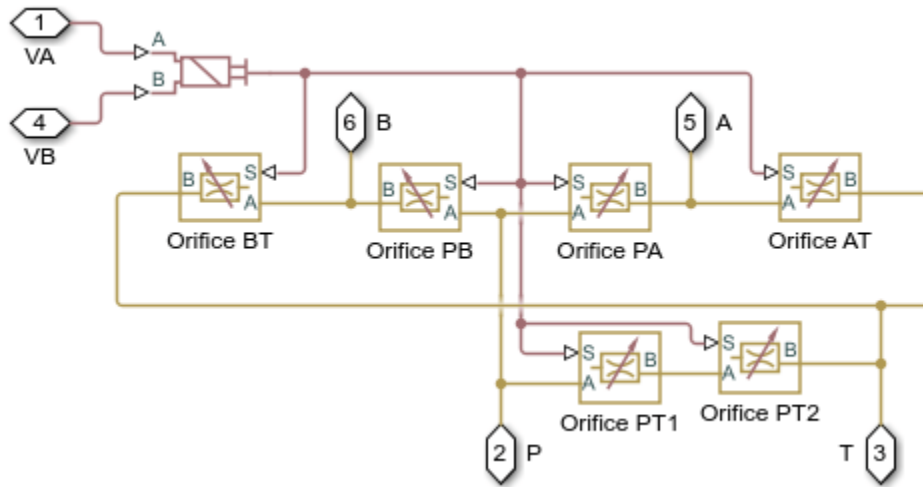 1
A
VA
B
4
VB
6 B
5 A
B
S
A
Orifice BT
B
S
A
Orifice PB
S
A
B
Orifice PA
S
A
B
Orifice AT
S
A
B
Orifice PT1
S
A
B
Orifice PT2
2 P
T 3